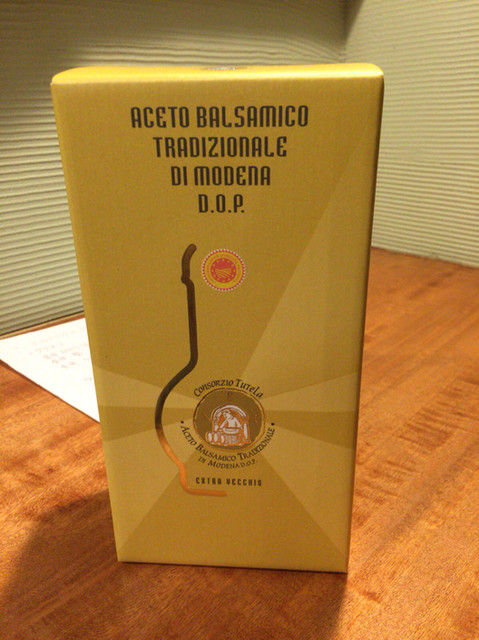 ACETO BALSAMICO
TRADIZIONALE
DI MODENA
D.O.P.
CONSORZIO TUTELA
• ACETO BALSAMICO TRADIZIONALE •
DI MODENA D.O.P.
EXTRA VECCHIO